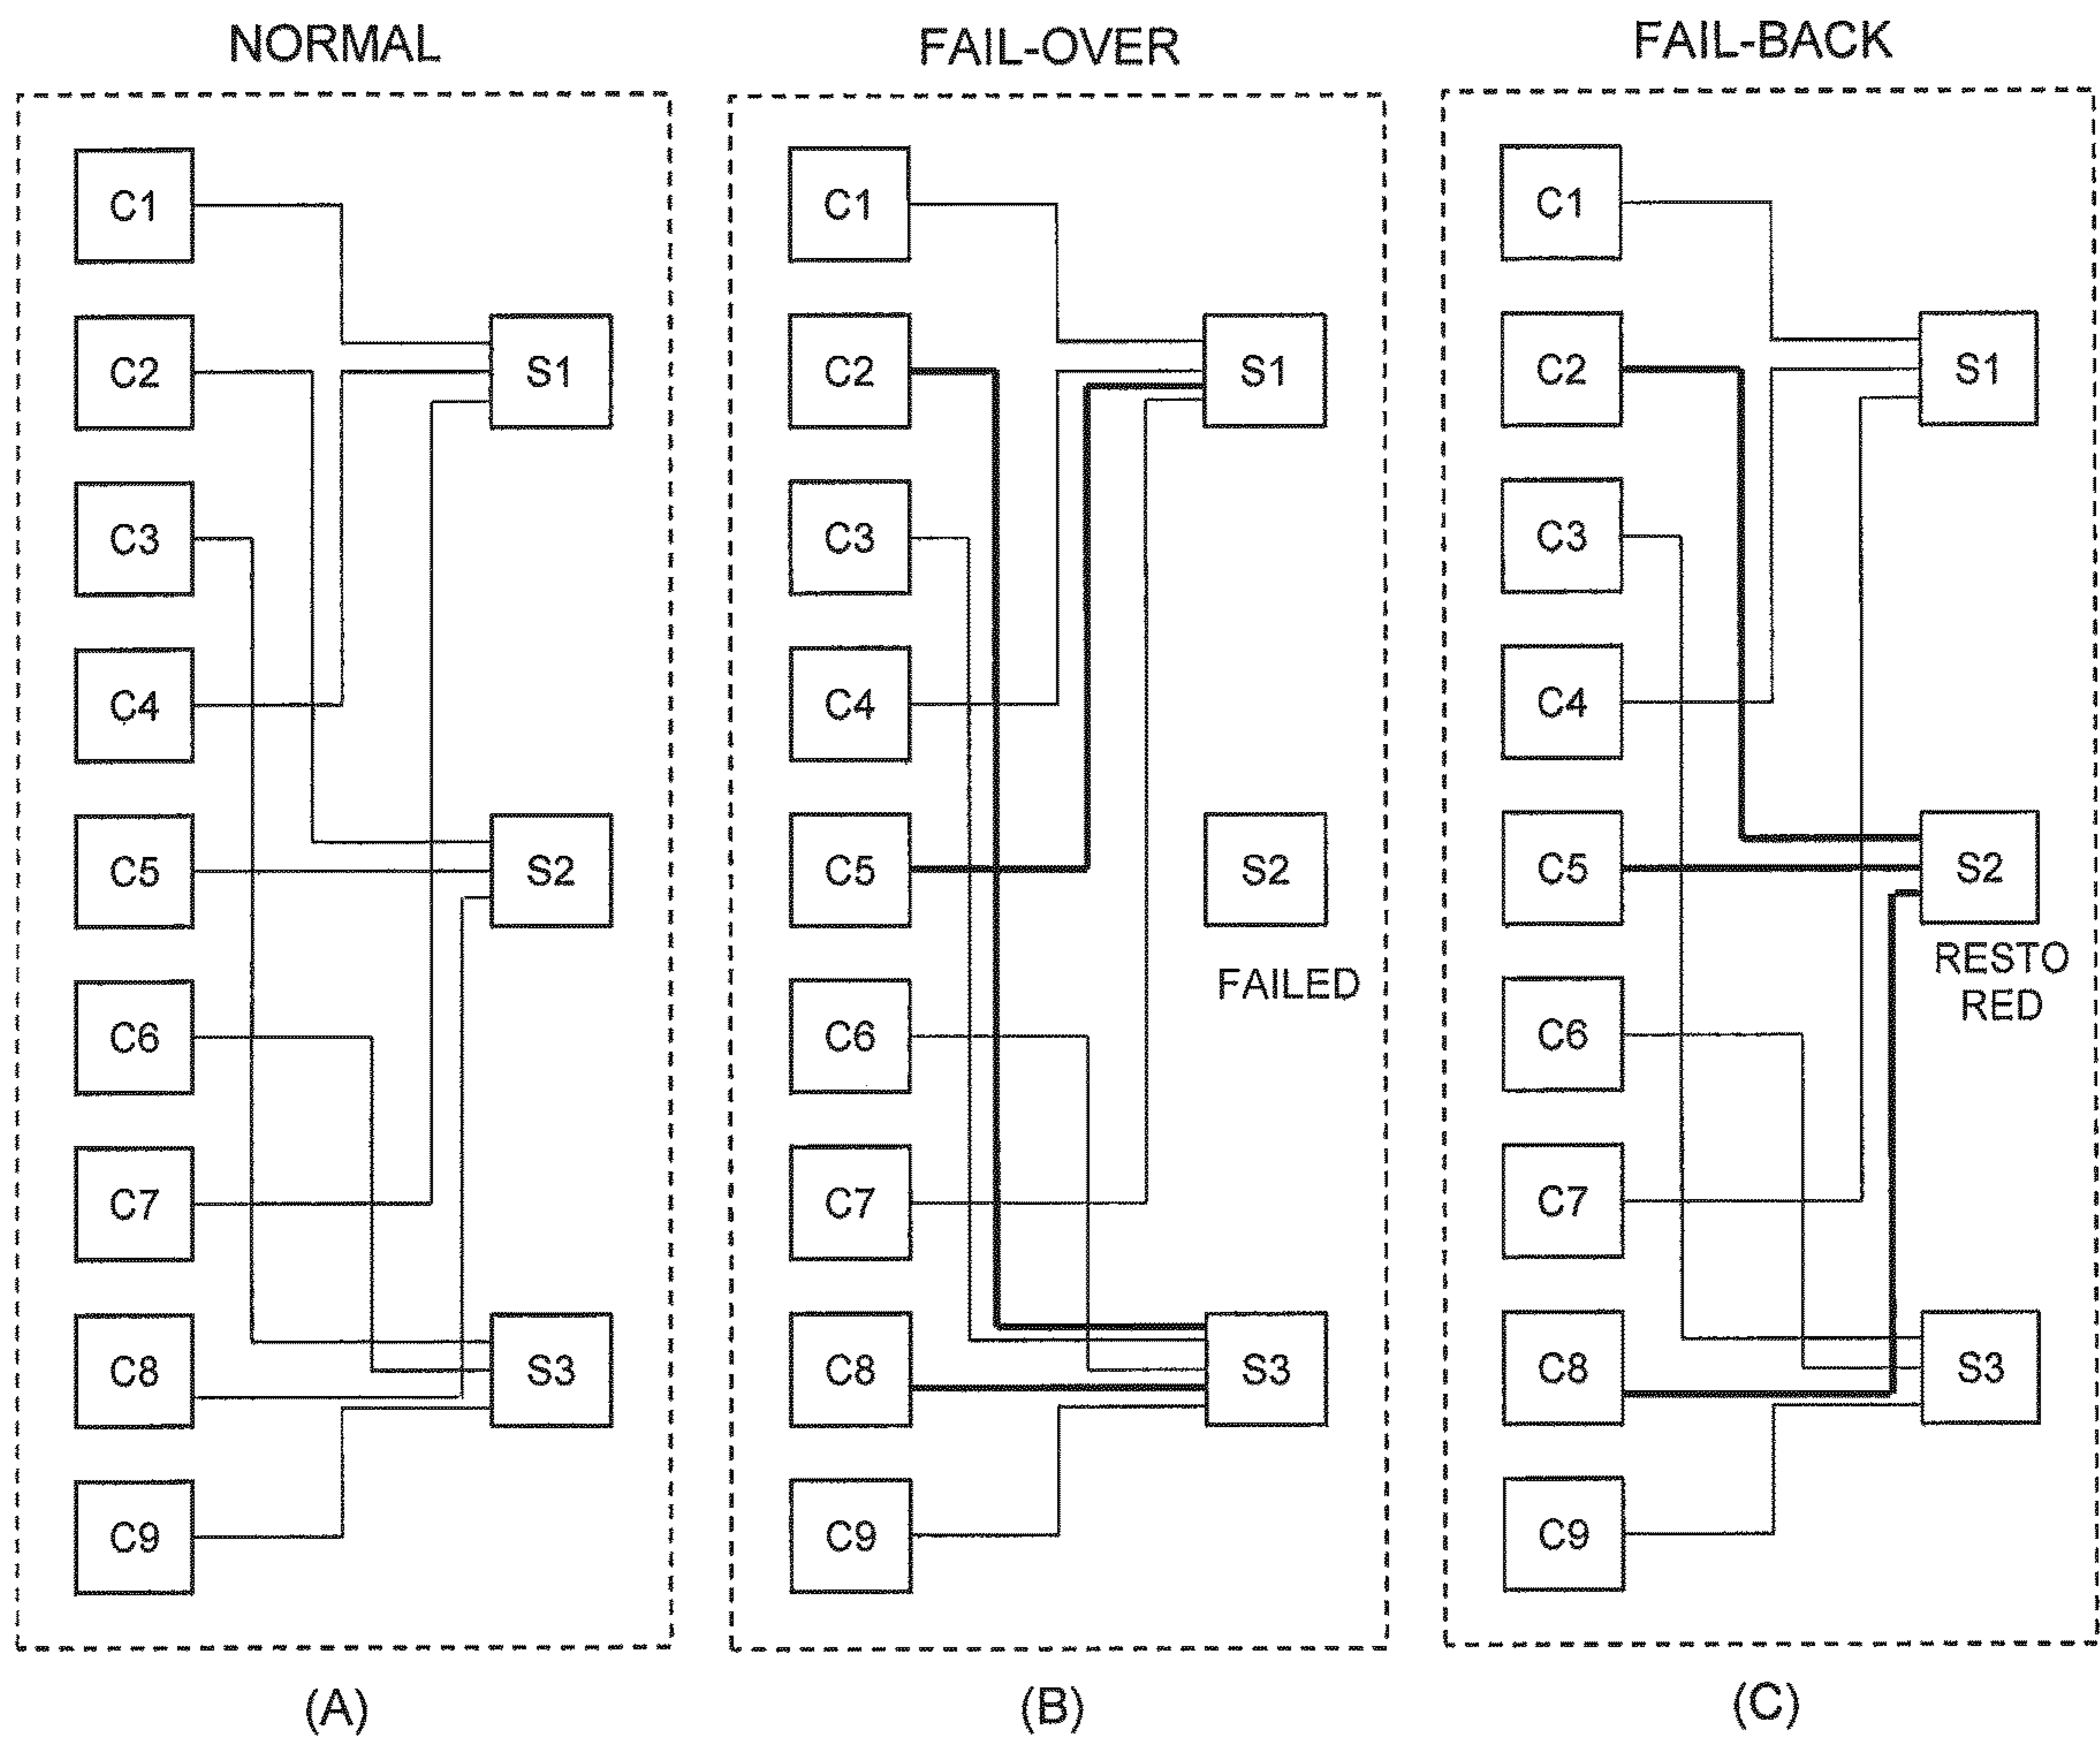 NORMAL
C1
C2
C3
C4
C5
C6
C7
C8
C9
S1
S2
S3
(A)
FAIL-OVER
C1
C2
C3
C4
C5
C6
C7
C8
C9
S1
S2
FAILED
S3
(B)
FAIL-BACK
C1
C2
C3
C4
C5
C6
C7
C8
C9
S1
S2
RESTO
RED
S3
(C)